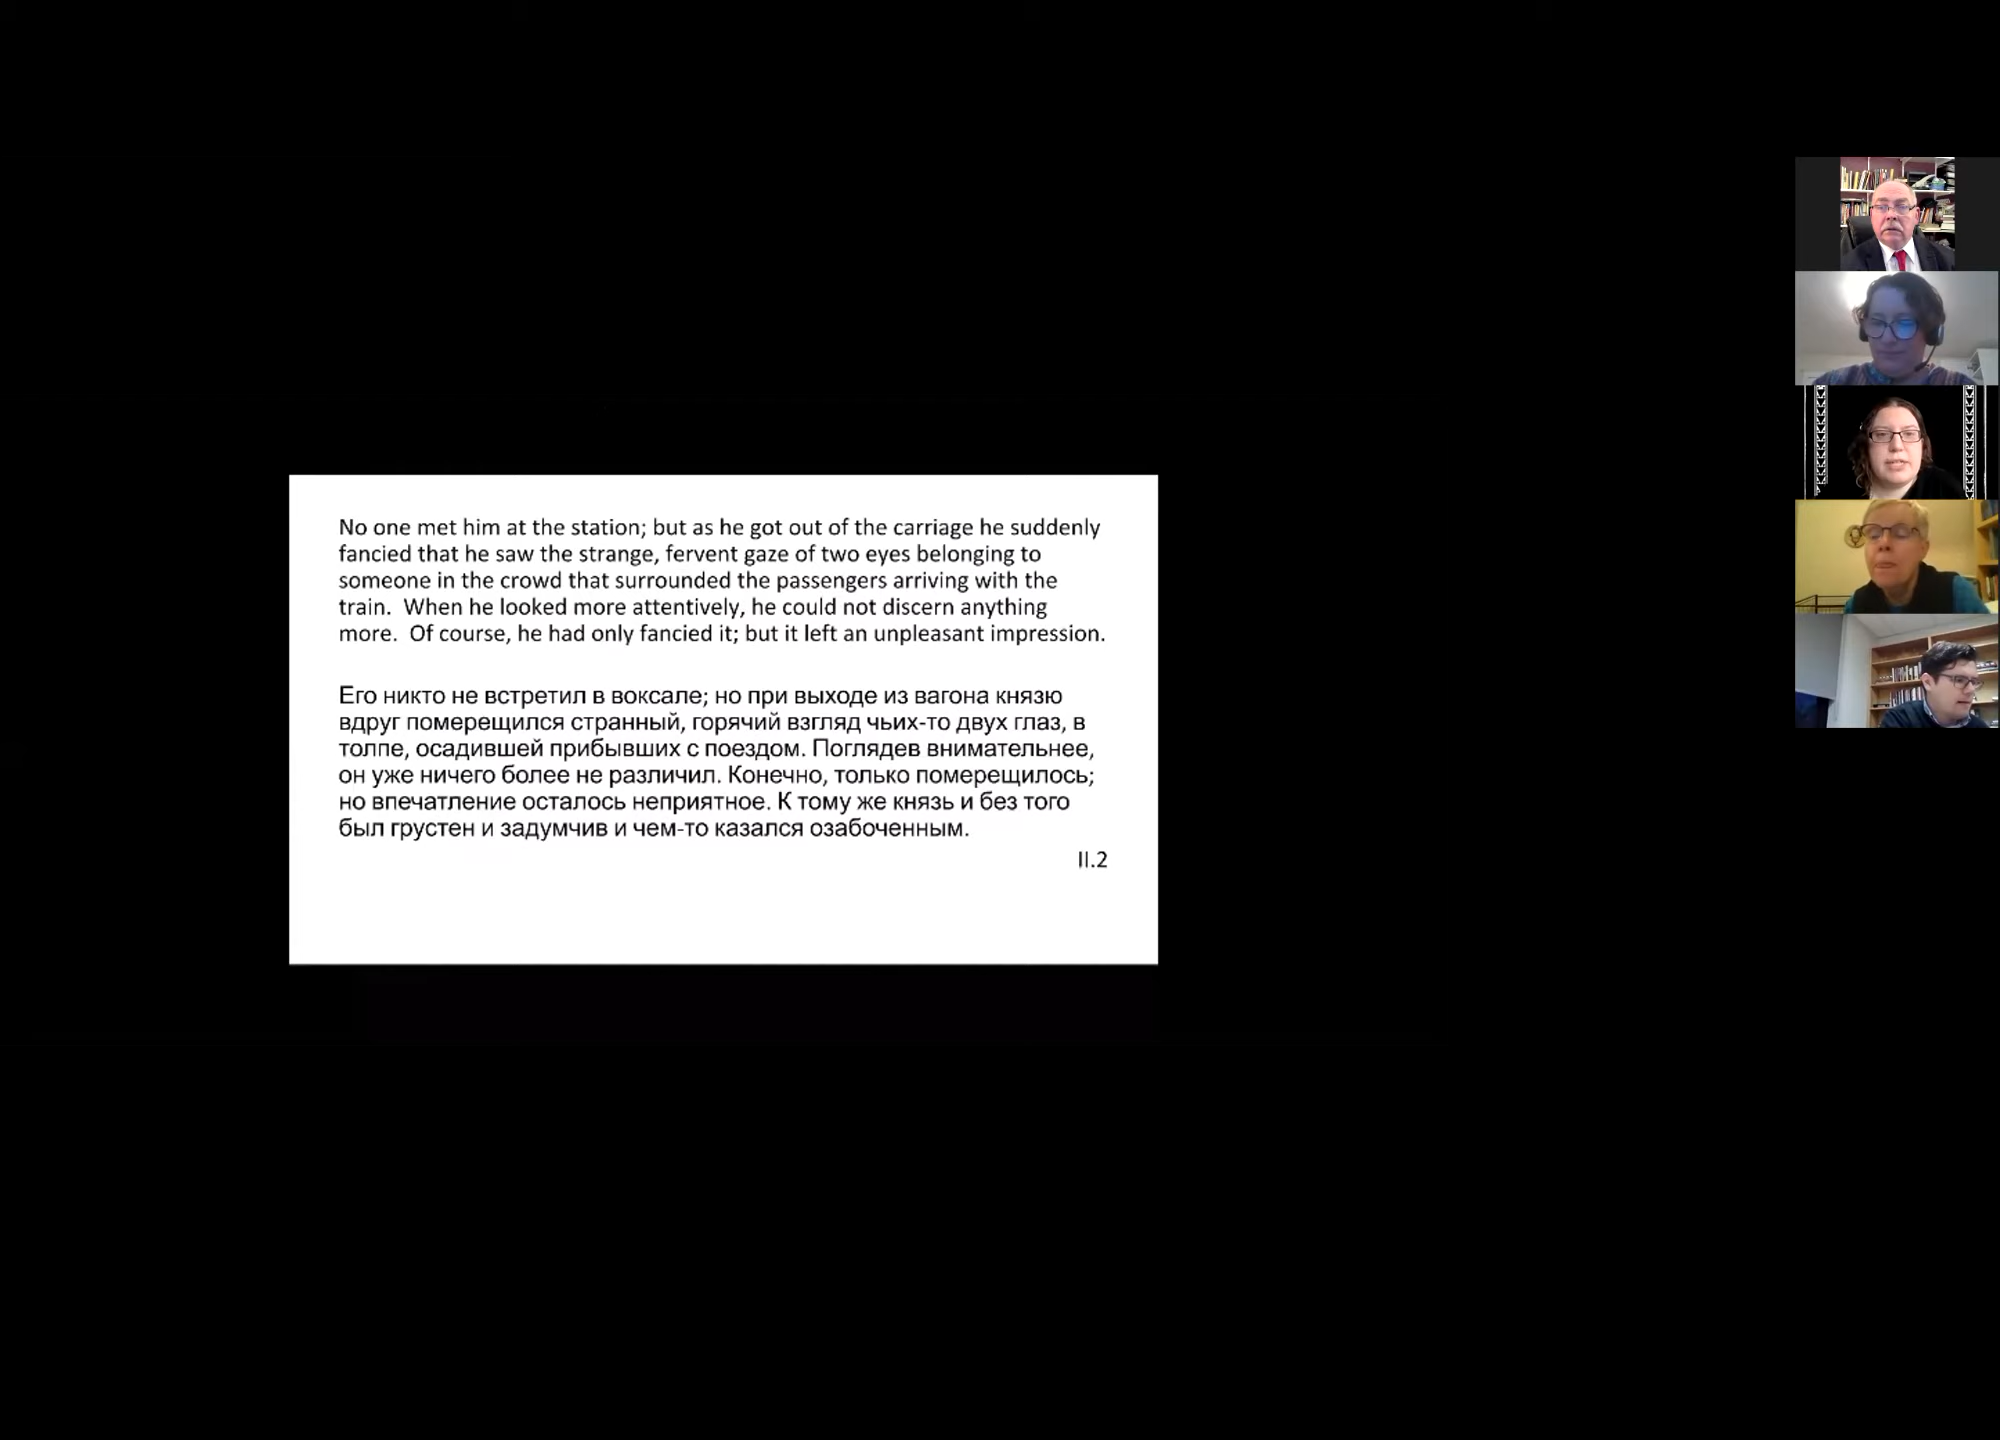 No one met him at the station; but as he got out of the carriage he suddenly
fancied that he saw the strange, fervent gaze of two eyes belonging to
someone in the crowd that surrounded the passengers arriving with the
train.  When he looked more attentively, he could not discern anything
more.  Of course, he had only fancied it; but it left an unpleasant impression.
Его никто не встретил в воксале; но при выходе из вагона князю
вдруг померещился странный, горячий взгляд чьих-то двух глаз, в
толпе, осадившей прибывших с поездом. Поглядев внимательнее,
он уже ничего более не различил. Конечно, только померещилось;
но впечатление осталось неприятное. К тому же князь и без того
был грустен и задумчив и чем-то казался озабоченным.
II.2